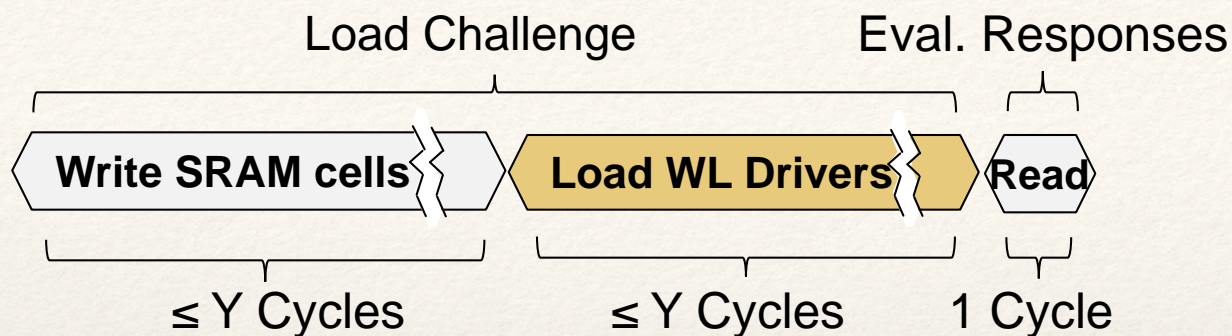 Load Challenge
Eval. Responses
Write SRAM cells
Load WL Drivers
Read
≤ Y Cycles
≤ Y Cycles
1 Cycle